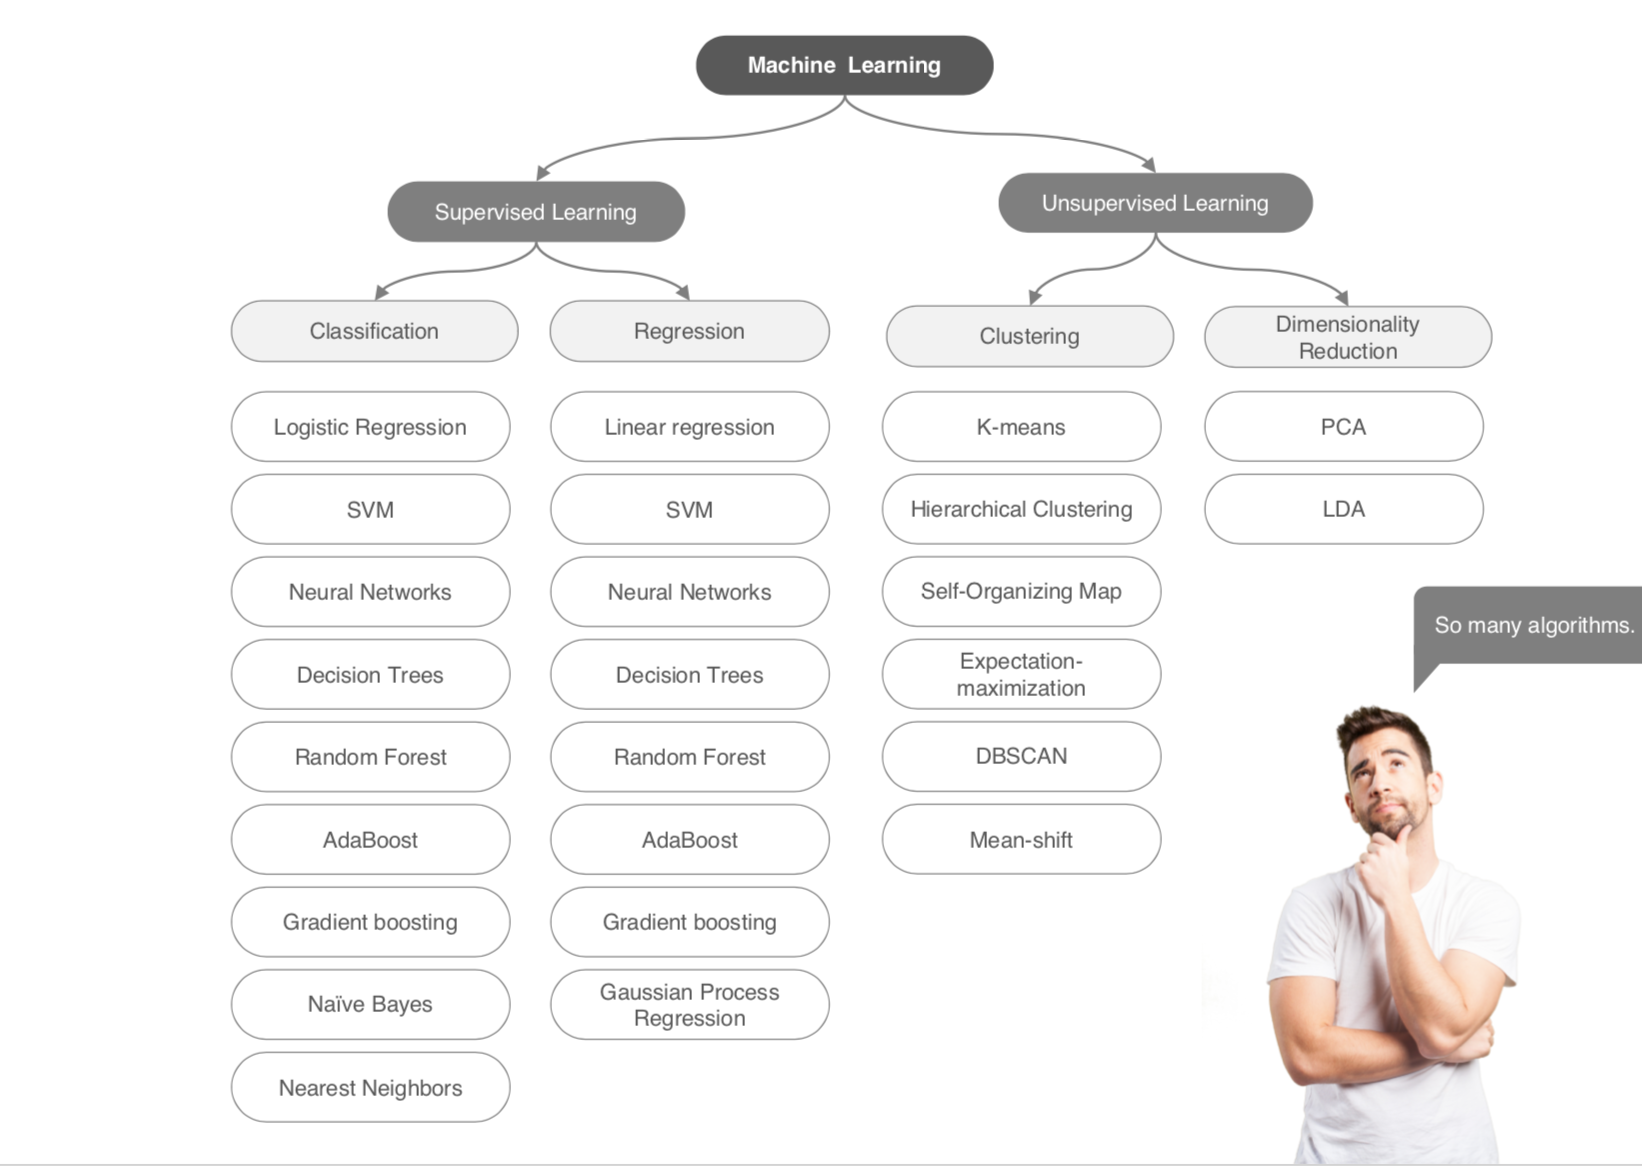 Machine Learning
Supervised Learning
Unsupervised Learning
Classification
Regression
Clustering
Dimensionality
Reduction
Logistic Regression
Linear regression
K-means
PCA
SVM
SVM
Hierarchical Clustering
LDA
Neural Networks
Neural Networks
Self-Organizing Map
So many algorithms.
Decision Trees
Decision Trees
Expectation-
maximization
Random Forest
Random Forest
DBSCAN
AdaBoost
AdaBoost
Mean-shift
Gradient boosting
Gradient boosting
Naïve Bayes
Gaussian Process
Regression
Nearest Neighbors